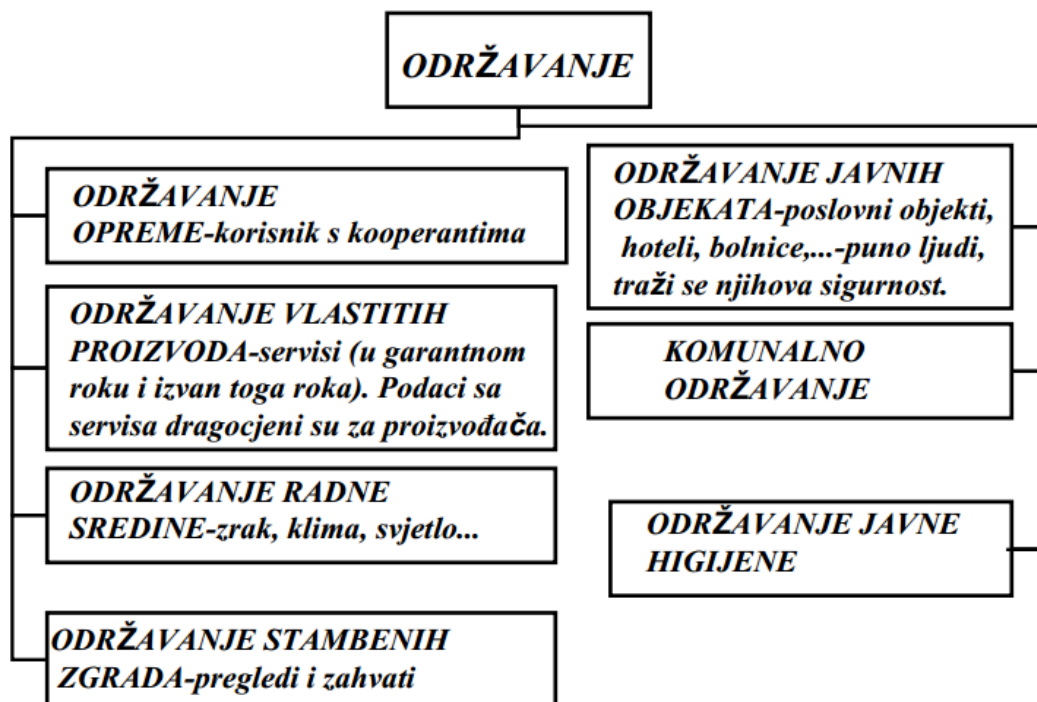 ODRŽAVANJE
ODRŽAVANJE
OPREME-korisnik s kooperantima
ODRŽAVANJE VLASTITIH
PROIZVODA-servisi (u garantnom
roku i izvan toga roka). Podaci sa
servisa dragocjeni su za proizvođača.
ODRŽAVANJE RADNE
SREDINE-zrak, klima, svjetlo...
ODRŽAVANJE STAMBENIH
ZGRADA-pregledi i zahvati
ODRŽAVANJE JAVNIH
OBJEKATA-poslovni objekti,
hoteli, bolnice,...-puno ljudi,
traži se njihova sigurnost.
KOMUNALNO
ODRŽAVANJE
ODRŽAVANJE JAVNE
HIGIJENE